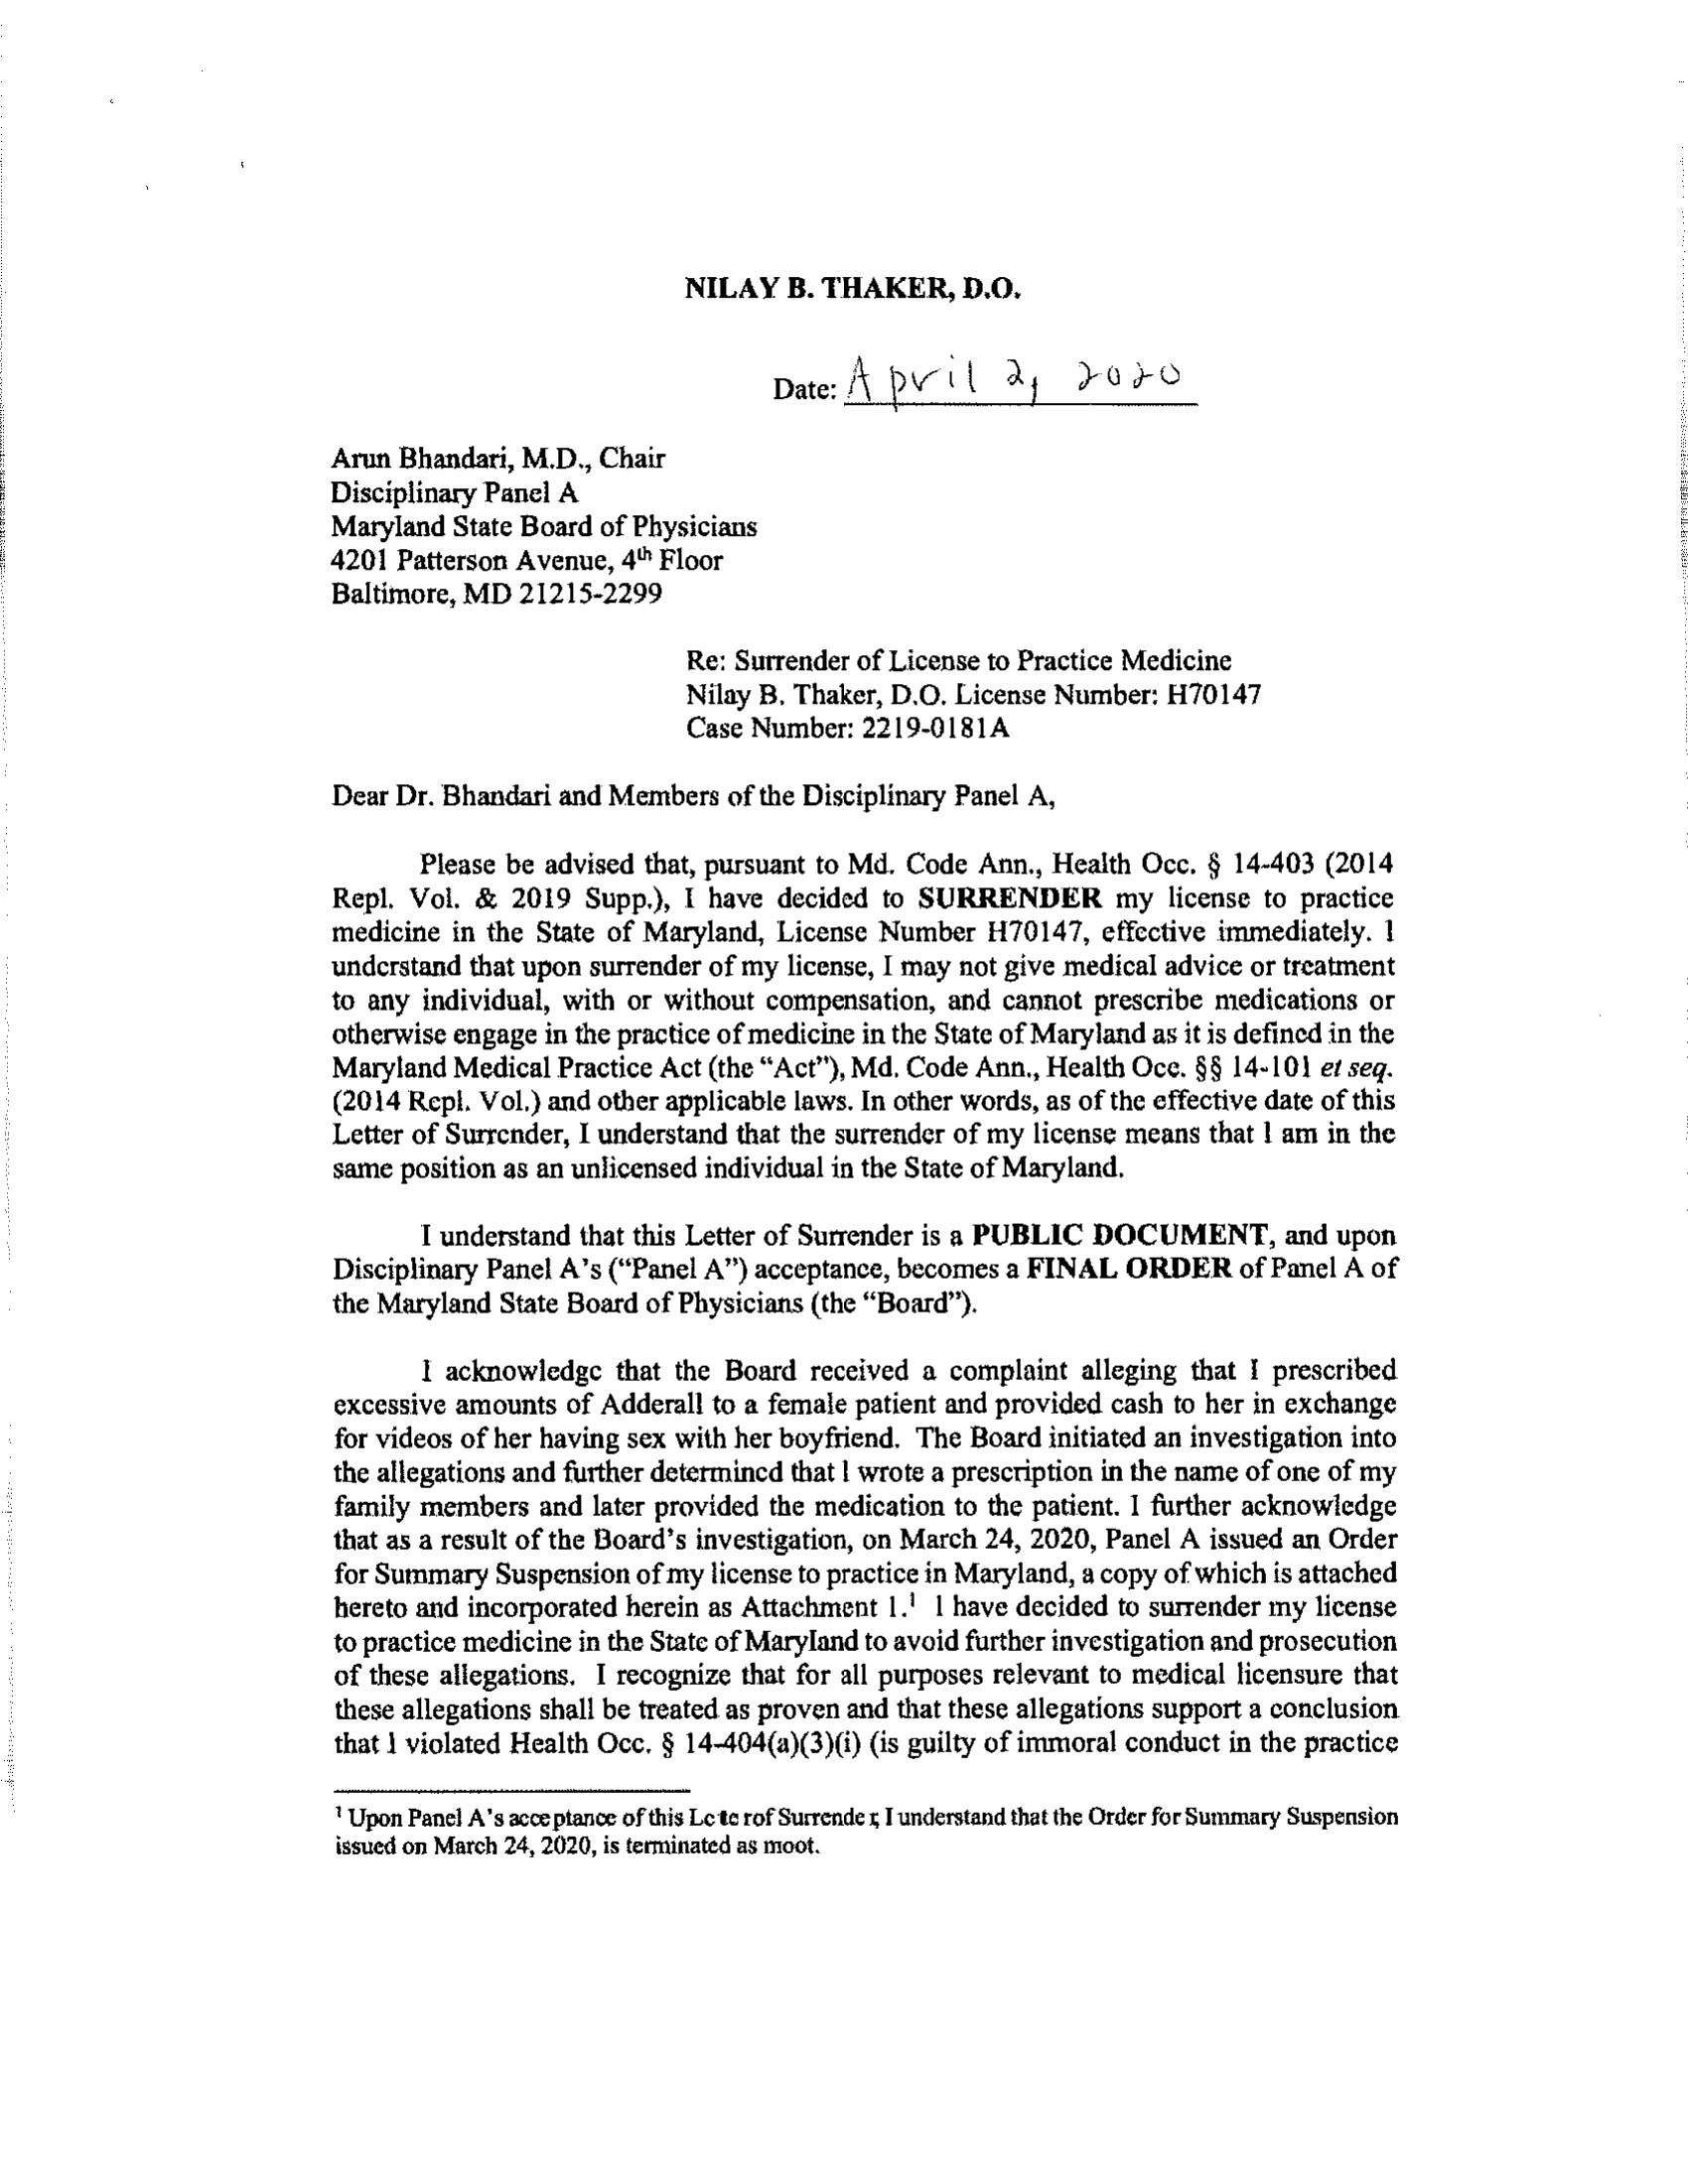 NILAY B. THAKER, D.O.
Date: April 2, 2020
Arun Bhandari, M.D., Chair
Disciplinary Panel A
Maryland State Board of Physicians
4201 Patterson Avenue, 4th Floor
Baltimore, MD 21215-2299
Re: Surrender of License to Practice Medicine
Nilay B. Thaker, D.O. License Number: H70147
Case Number: 2219-0181A
Dear Dr. Bhandari and Members of the Disciplinary Panel A,
Please be advised that, pursuant to Md. Code Ann., Health Occ. § 14-403 (2014
Repl. Vol. & 2019 Supp.), I have decided to SURRENDER my license to practice
medicine in the State of Maryland, License Number H70147, effective immediately. I
understand that upon surrender of my license, I may not give medical advice or treatment
to any individual, with or without compensation, and cannot prescribe medications or
otherwise engage in the practice of medicine in the State of Maryland as it is defined in the
Maryland Medical Practice Act (the “Act”), Md. Code Ann., Health Occ. §§ 14-101 et seq.
(2014 Repl. Vol.) and other applicable laws. In other words, as of the effective date of this
Letter of Surrender, I understand that the surrender of my license means that I am in the
same position as an unlicensed individual in the State of Maryland.
I understand that this Letter of Surrender is a PUBLIC DOCUMENT, and upon
Disciplinary Panel A’s (“Panel A”) acceptance, becomes a FINAL ORDER of Panel A of
the Maryland State Board of Physicians (the “Board”).
I acknowledge that the Board received a complaint alleging that I prescribed
excessive amounts of Adderall to a female patient and provided cash to her in exchange
for videos of her having sex with her boyfriend. The Board initiated an investigation into
the allegations and further determined that I wrote a prescription in the name of one of my
family members and later provided the medication to the patient. I further acknowledge
that as a result of the Board’s investigation, on March 24, 2020, Panel A issued an Order
for Summary Suspension of my license to practice in Maryland, a copy of which is attached
hereto and incorporated herein as Attachment 1.¹ I have decided to surrender my license
to practice medicine in the State of Maryland to avoid further investigation and prosecution
of these allegations. I recognize that for all purposes relevant to medical licensure that
these allegations shall be treated as proven and that these allegations support a conclusion
that I violated Health Occ. § 14-404(a)(3)(i) (is guilty of immoral conduct in the practice
¹ Upon Panel A’s acceptance of this Letter of Surrender, I understand that the Order for Summary Suspension
issued on March 24, 2020, is terminated as moot.